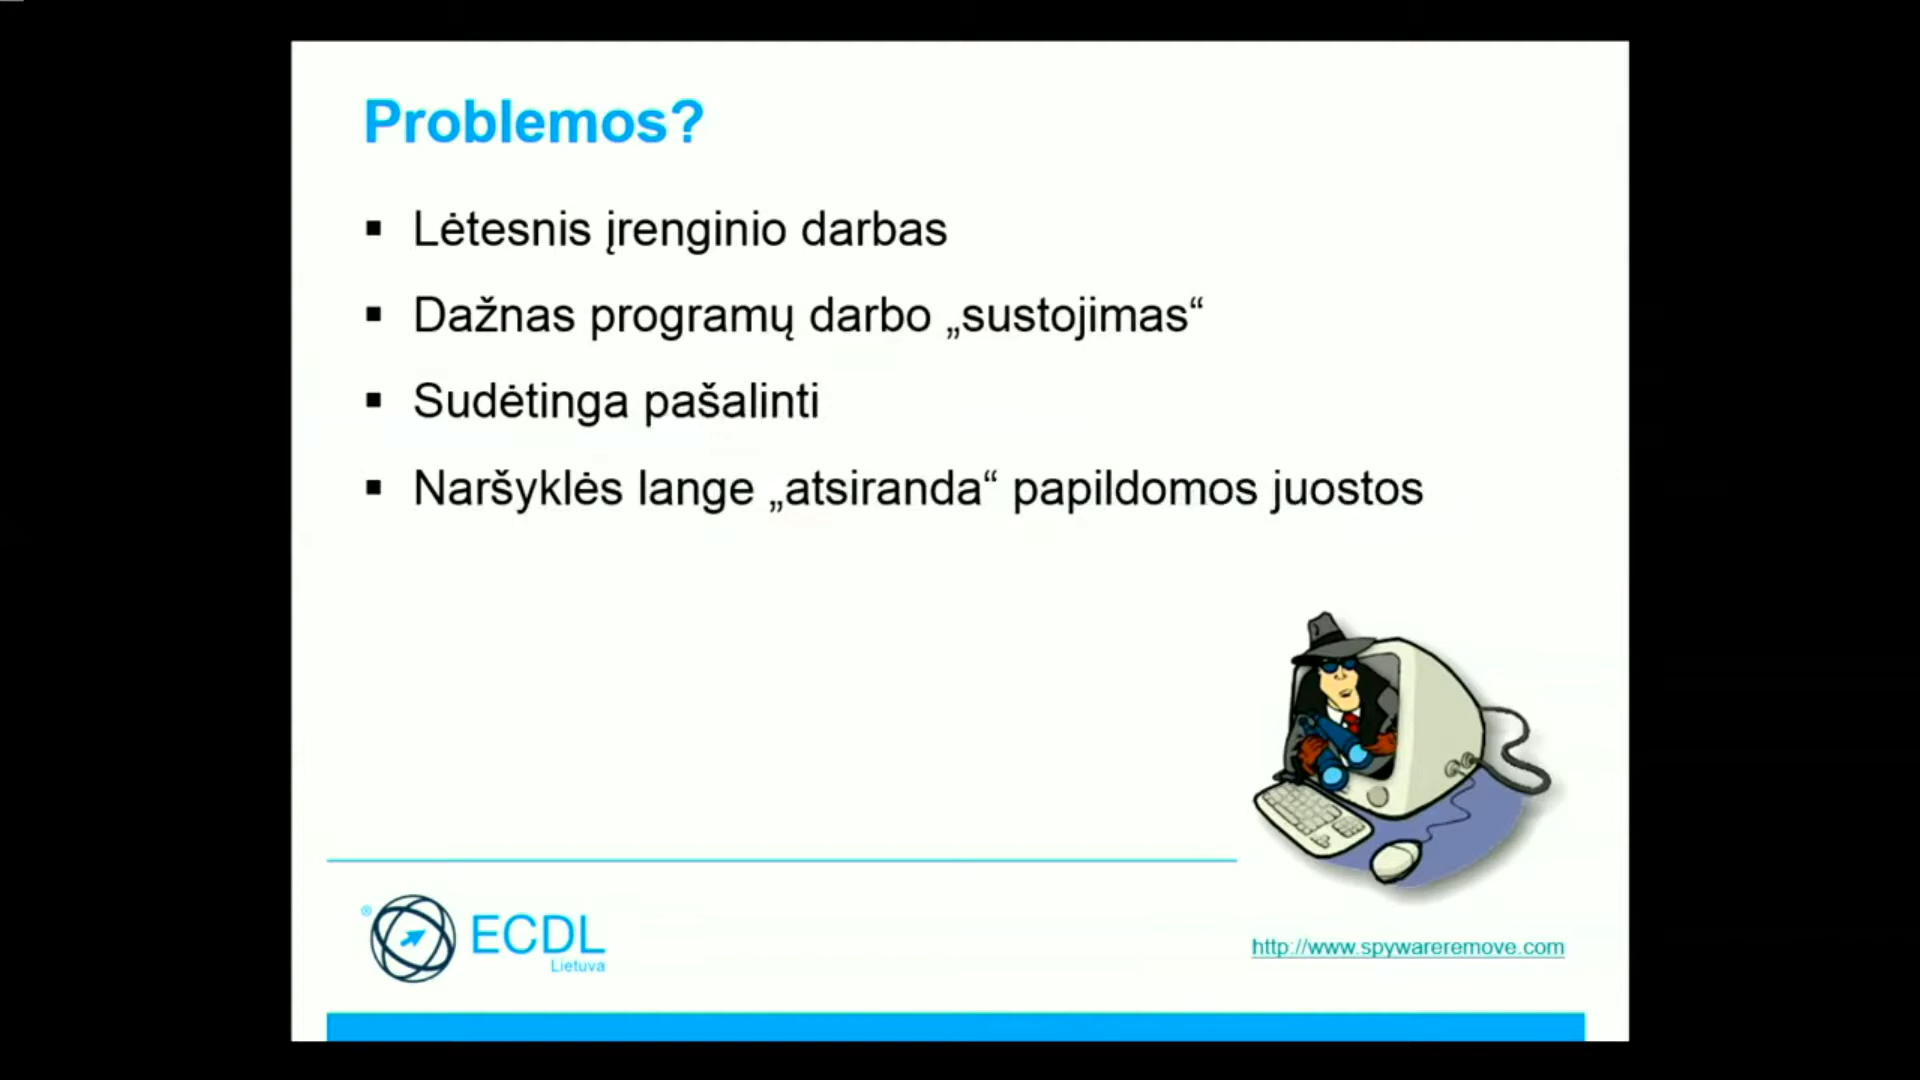 Problemos?
▪ Lėtesnis įrenginio darbas
▪ Dažnas programų darbo „sustojimas“
▪ Sudėtinga pašalinti
▪ Naršyklės lange „atsiranda“ papildomos juostos
® ECDL
Lietuva
http://www.spywareremove.com